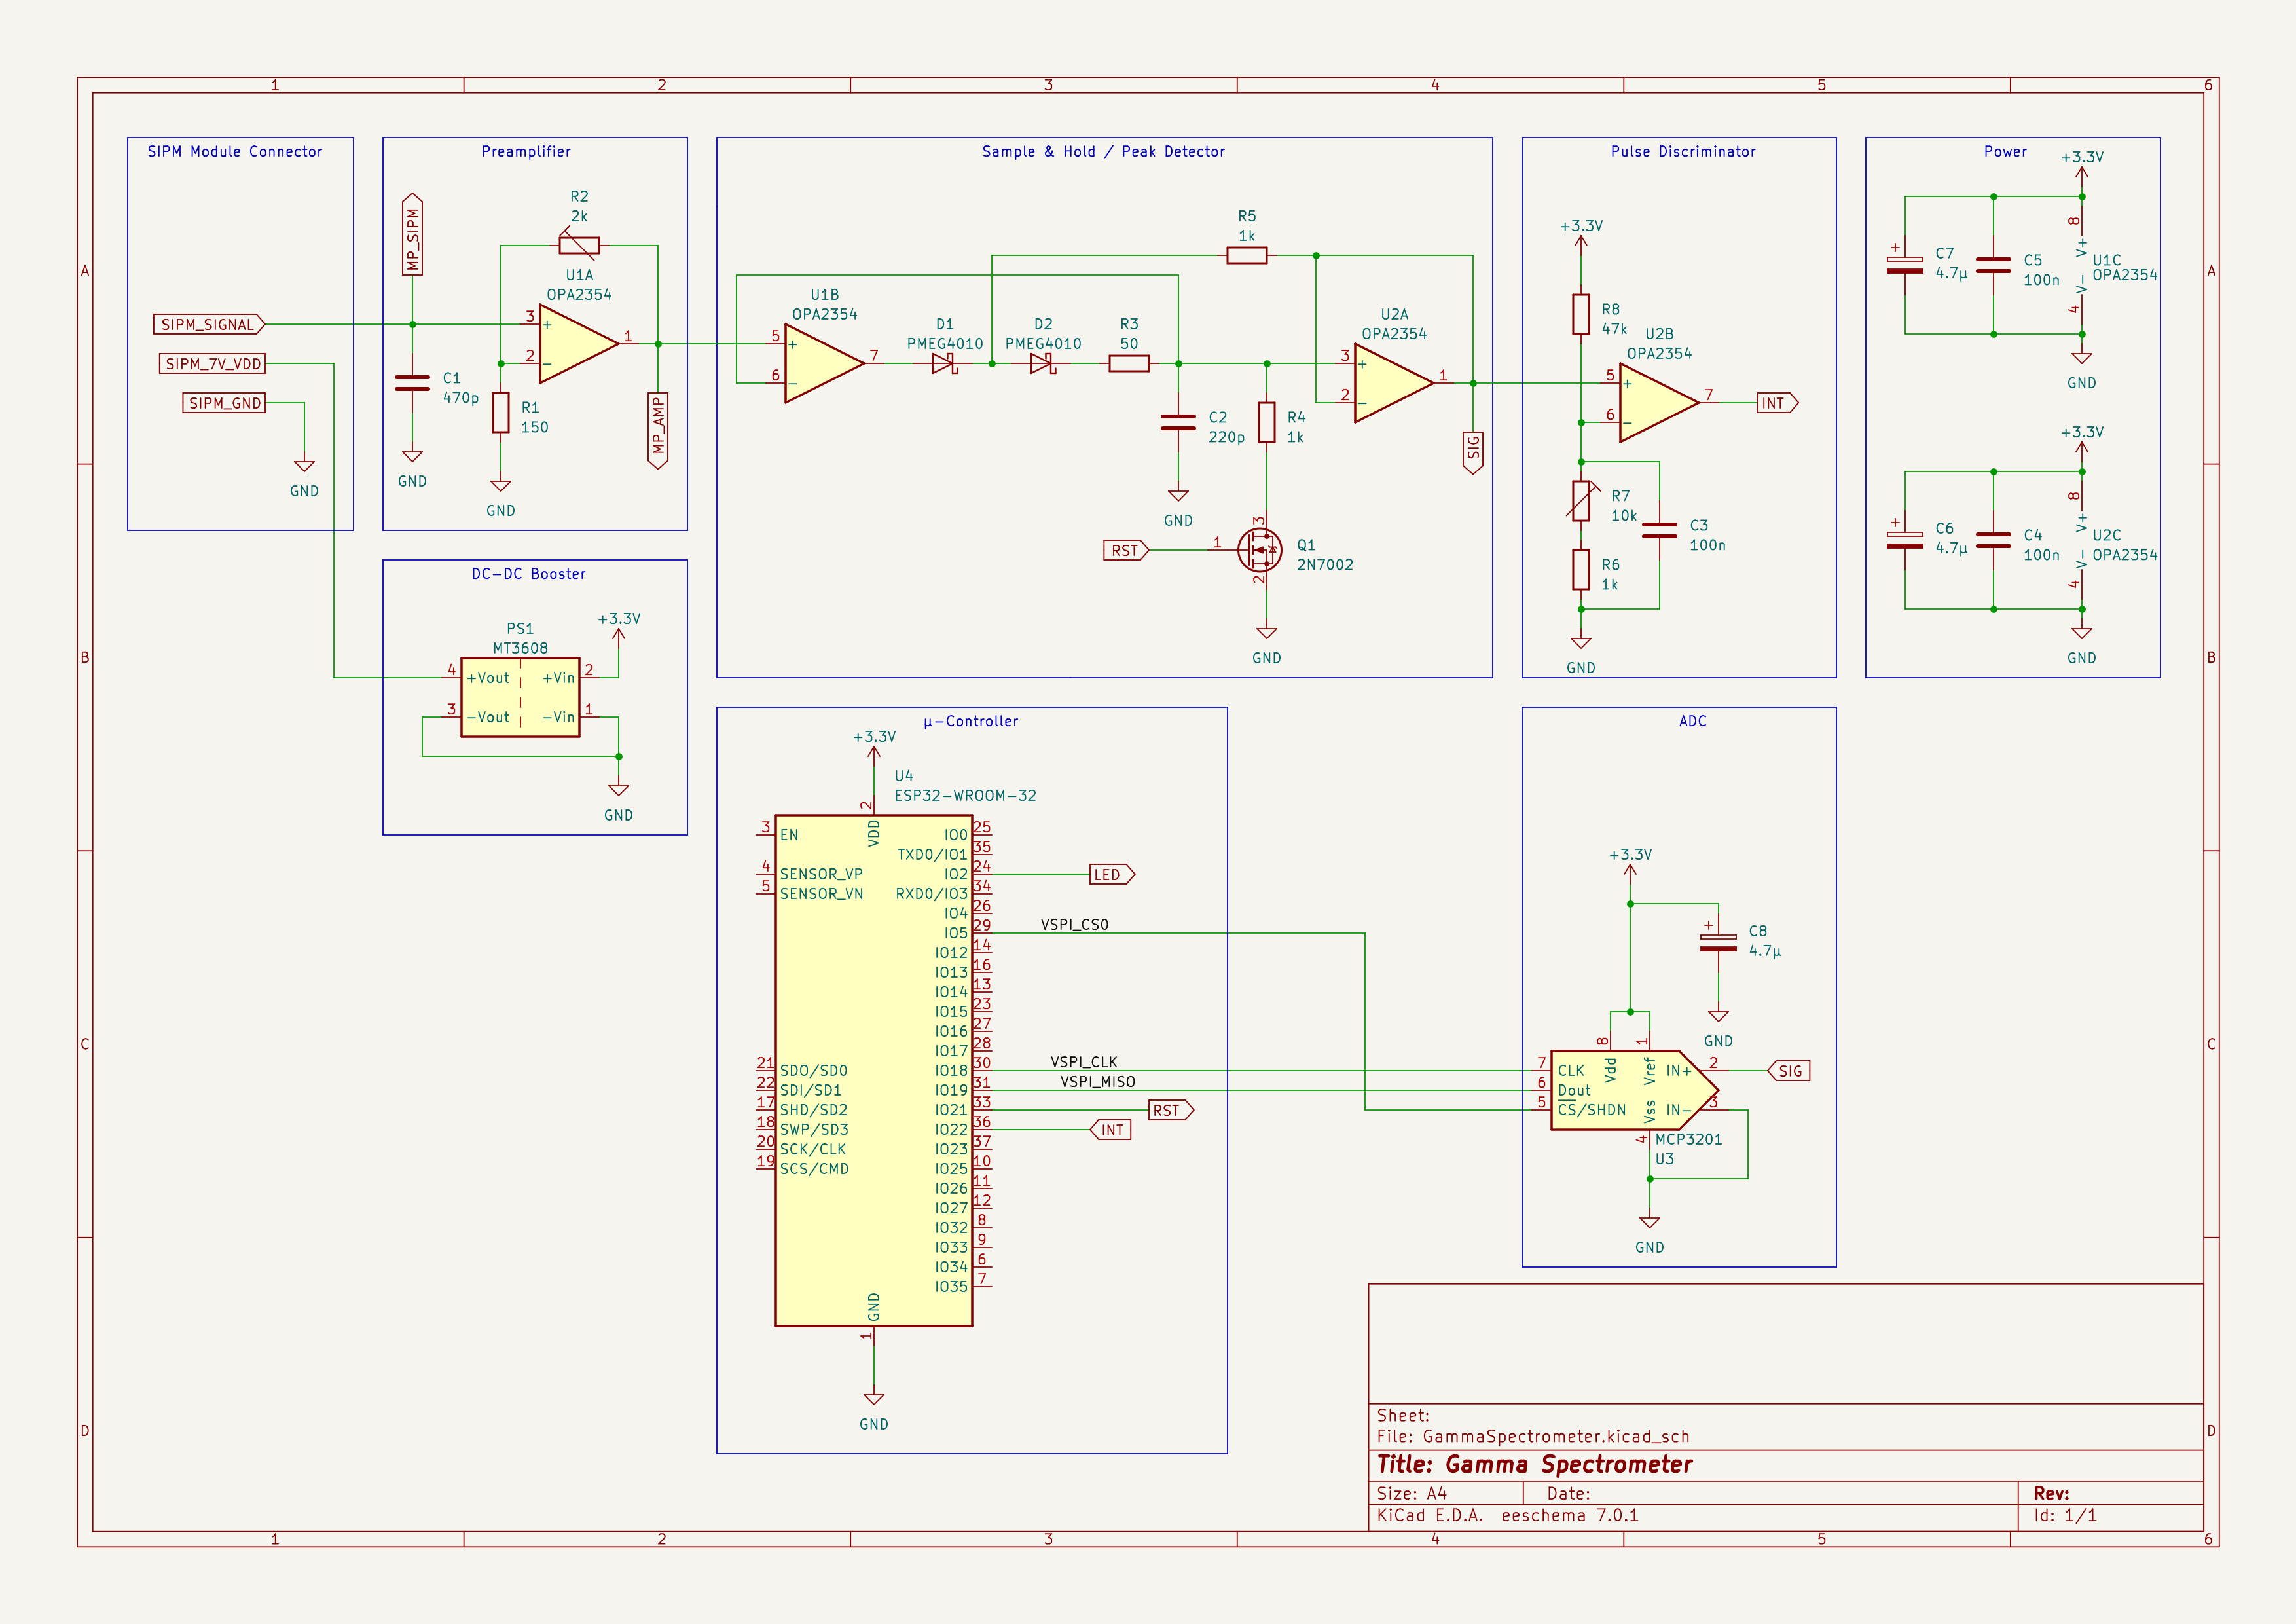 1 2 3 4 5 6
A A
B B
C C
D D
SIPM Module Connector
SIPM_SIGNAL
SIPM_7V_VDD
SIPM_GND
GND
Preamplifier
MP_SIPM
R2
2k
U1A
OPA2354
3
+
2
−
1
C1
470p
R1
150
MP_AMP
GND
GND
Sample & Hold / Peak Detector
R5
1k
U1B
OPA2354
5
+
6
−
7
D1
PMEG4010
D2
PMEG4010
R3
50
U2A
OPA2354
3
+
2
−
1
C2
220p
R4
1k
SIG
GND
RST
1
3
2
Q1
2N7002
GND
Pulse Discriminator
+3.3V
R8
47k
U2B
OPA2354
5
+
6
−
7
INT
R7
10k
C3
100n
R6
1k
GND
Power
+3.3V
+
C7
4.7µ
C5
100n
8
V+
V−
4
U1C
OPA2354
GND
+3.3V
+
C6
4.7µ
C4
100n
8
V+
V−
4
U2C
OPA2354
GND
DC-DC Booster
PS1
MT3608
+3.3V
4 +Vout +Vin 2
3 −Vout −Vin 1
GND
µ-Controller
+3.3V
U4
ESP32-WROOM-32
2
VDD
3 EN
4 SENSOR_VP
5 SENSOR_VN
21 SDO/SD0
22 SDI/SD1
17 SHD/SD2
18 SWP/SD3
20 SCK/CLK
19 SCS/CMD
IO0 25
TXD0/IO1 35
IO2 24
RXD0/IO3 34
IO4 26
IO5 29
IO12 14
IO13 16
IO14 13
IO15 23
IO16 27
IO17 28
IO18 30
IO19 31
IO21 33
IO22 36
IO23 37
IO25 10
IO26 11
IO27 12
IO32 8
IO33 9
IO34 6
IO35 7
GND
1
GND
LED
VSPI_CS0
VSPI_CLK
VSPI_MISO
RST
INT
ADC
+3.3V
+
C8
4.7µ
GND
8
Vdd
1
Vref
7 CLK
6 Dout
5 CS/SHDN
IN+ 2
IN− 3
Vss
4
SIG
MCP3201
U3
GND
Sheet:
File: GammaSpectrometer.kicad_sch
Title: Gamma Spectrometer
Size: A4 Date: Rev:
KiCad E.D.A. eeschema 7.0.1 Id: 1/1
1 2 3 4 5 6